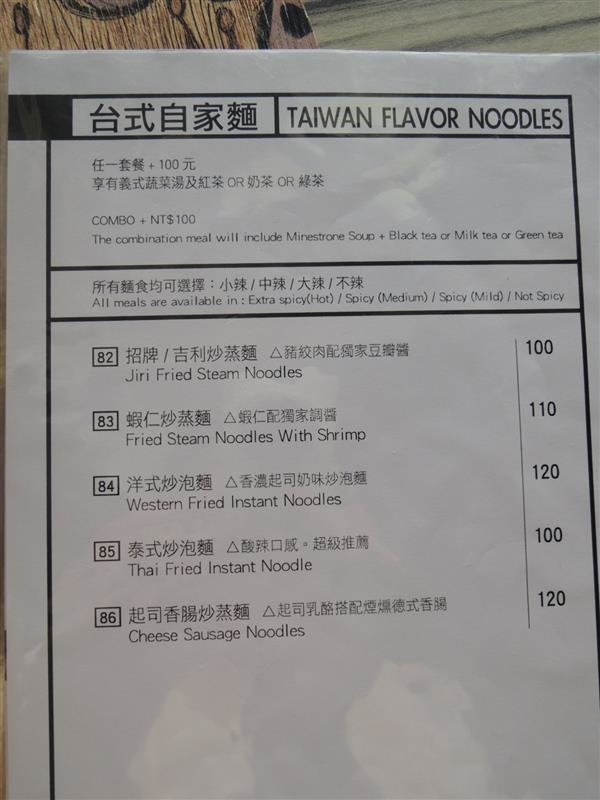 台式自家麵 TAIWAN FLAVOR NOODLES
任一套餐 + 100 元
享有義式蔬菜湯及紅茶 OR 奶茶 OR 綠茶
COMBO + NT$100
The combination meal will include Minestrone Soup + Black tea or Milk tea or Green tea
所有麵食均可選擇：小辣 / 中辣 / 大辣 / 不辣
All meals are available in : Extra spicy(Hot) / Spicy (Medium) / Spicy (Mild) / Not Spicy
82 招牌 / 吉利炒蒸麵 △豬絞肉配獨家豆瓣醬 100
Jiri Fried Steam Noodles
83 蝦仁炒蒸麵 △蝦仁配獨家調醬 110
Fried Steam Noodles With Shrimp
84 洋式炒泡麵 △香濃起司奶味炒泡麵 120
Western Fried Instant Noodles
85 泰式炒泡麵 △酸辣口感。超級推薦 100
Thai Fried Instant Noodle
86 起司香腸炒蒸麵 △起司乳酪搭配煙燻德式香腸 120
Cheese Sausage Noodles